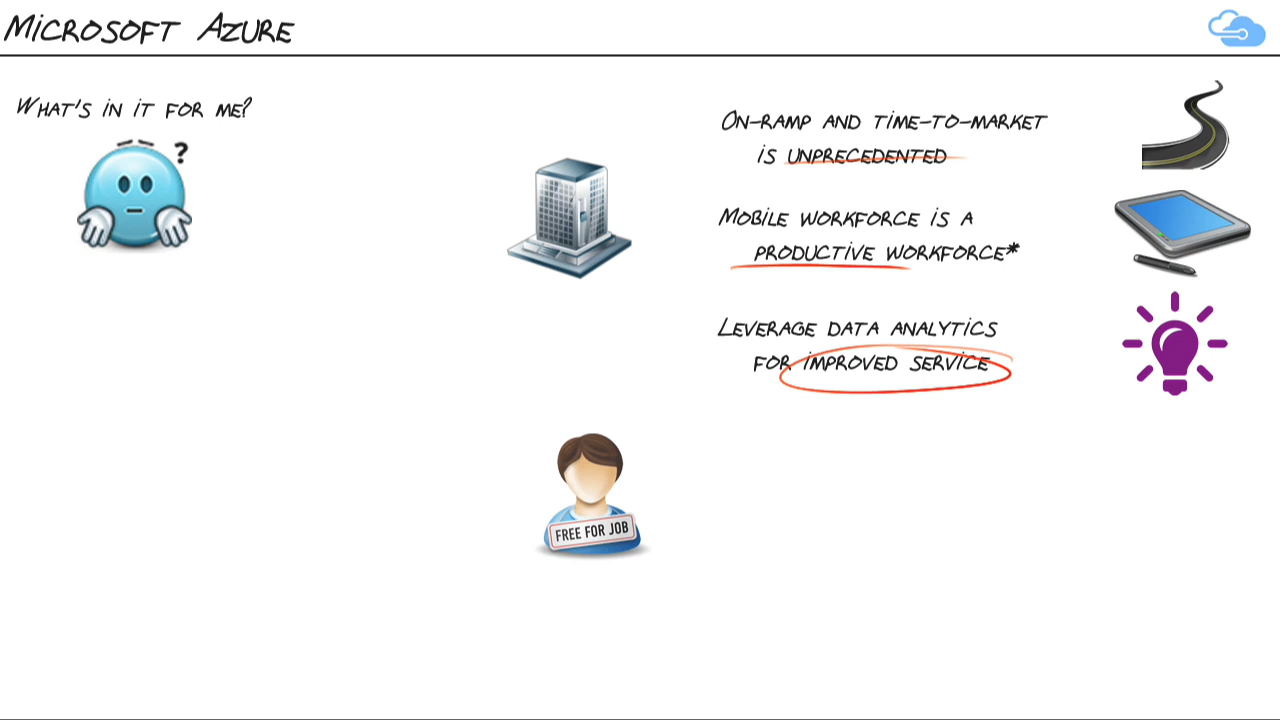 Microsoft Azure
What's in it for me?
?
On-ramp and time-to-market
is unprecedented
Mobile workforce is a
productive workforce*
Leverage data analytics
for improved service
FREE FOR JOB